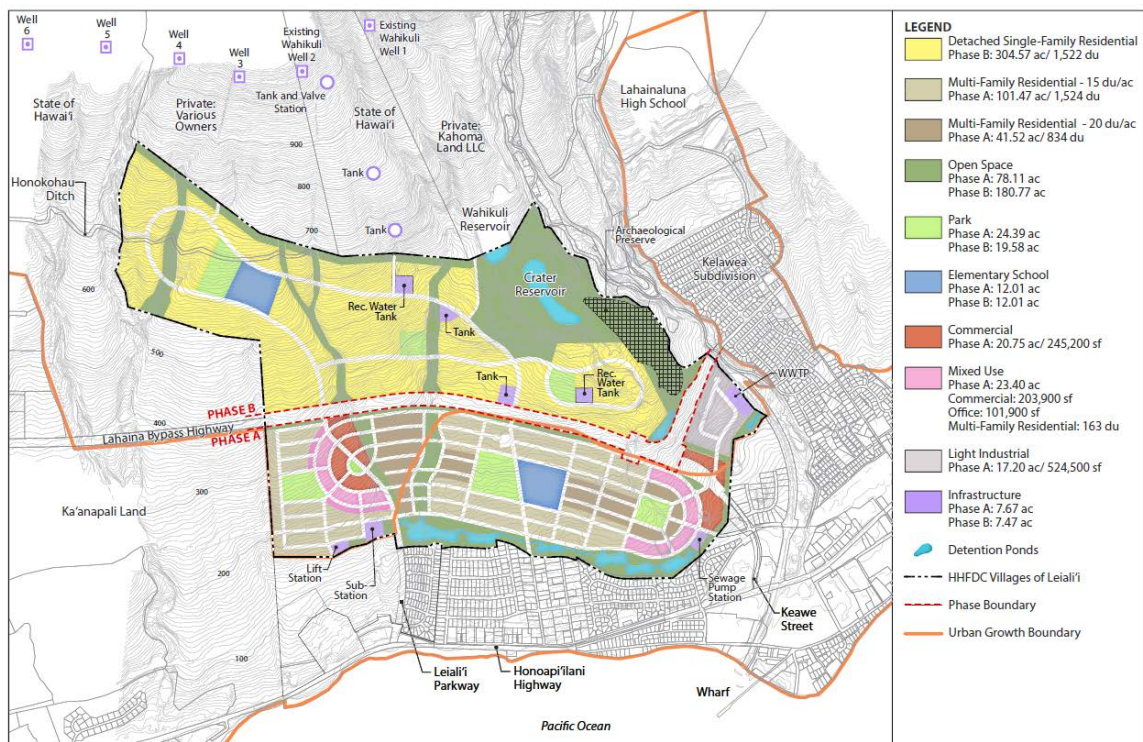 Well
6
Well
5
Well
4
Well
3
Existing
Wahikuli
Well 2
Existing
Wahikuli
Well 1
Tank and Valve
Station
State of
Hawai'i
Private:
Various
Owners
State of
Hawai'i
Private:
Kahoma
Land LLC
Lahainaluna
High School
900
800
700
600
500
400
300
200
100
Tank
Tank
Honokohau
Ditch
Wahikuli
Reservoir
Archaeological
Preserve
Crater
Reservoir
Kelawea
Subdivision
Rec. Water
Tank
Tank
Tank
Rec.
Water
Tank
WWTP
PHASE B
Lahaina Bypass Highway
PHASE A
Ka'anapali Land
Lift
Station
Sub-
Station
Sewage
Pump
Station
Keawe
Street
Leiali'i
Parkway
Honoapi'ilani
Highway
Wharf
Pacific Ocean
LEGEND
Detached Single-Family Residential
Phase B: 304.57 ac/ 1,522 du
Multi-Family Residential - 15 du/ac
Phase A: 101.47 ac/ 1,524 du
Multi-Family Residential - 20 du/ac
Phase A: 41.52 ac/ 834 du
Open Space
Phase A: 78.11 ac
Phase B: 180.77 ac
Park
Phase A: 24.39 ac
Phase B: 19.58 ac
Elementary School
Phase A: 12.01 ac
Phase B: 12.01 ac
Commercial
Phase A: 20.75 ac/ 245,200 sf
Mixed Use
Phase A: 23.40 ac
Commercial: 203,900 sf
Office: 101,900 sf
Multi-Family Residential: 163 du
Light Industrial
Phase A: 17.20 ac/ 524,500 sf
Infrastructure
Phase A: 7.67 ac
Phase B: 7.47 ac
Detention Ponds
HHFDC Villages of Leiali'i
Phase Boundary
Urban Growth Boundary